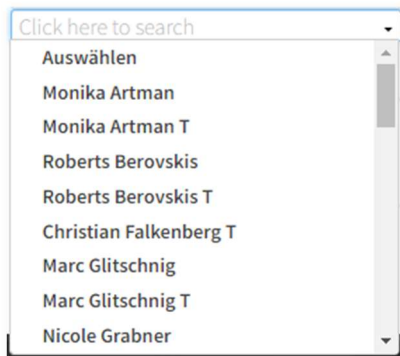 Click here to search
Auswählen
Monika Artman
Monika Artman T
Roberts Berovskis
Roberts Berovskis T
Christian Falkenberg T
Marc Glitschnig
Marc Glitschnig T
Nicole Grabner